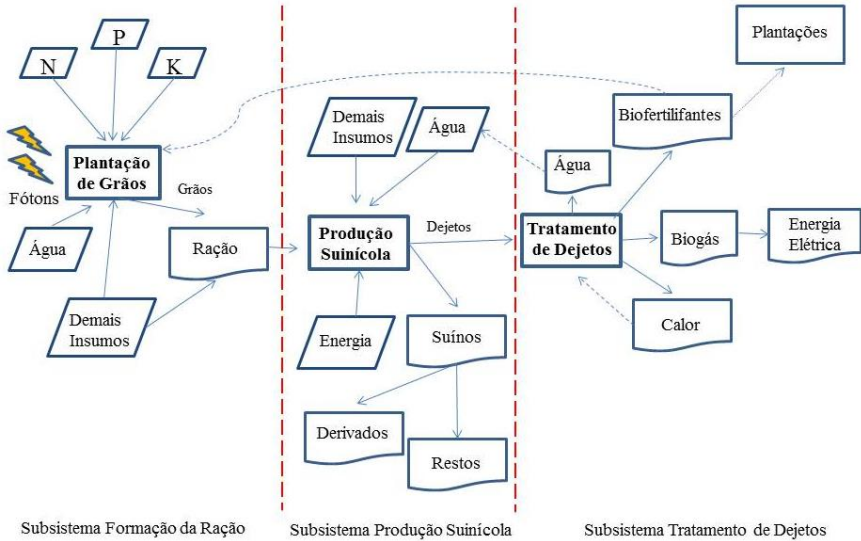 N
P
K
Fótons
Plantação
de Grãos
Grãos
Água
Ração
Demais
Insumos
Demais
Insumos
Água
Produção
Suinícola
Dejetos
Energia
Suínos
Derivados
Restos
Plantações
Biofertilifantes
Água
Tratamento
de Dejetos
Biogás
Energia
Elétrica
Calor
Subsistema Formação da Ração
Subsistema Produção Suinícola
Subsistema Tratamento de Dejetos